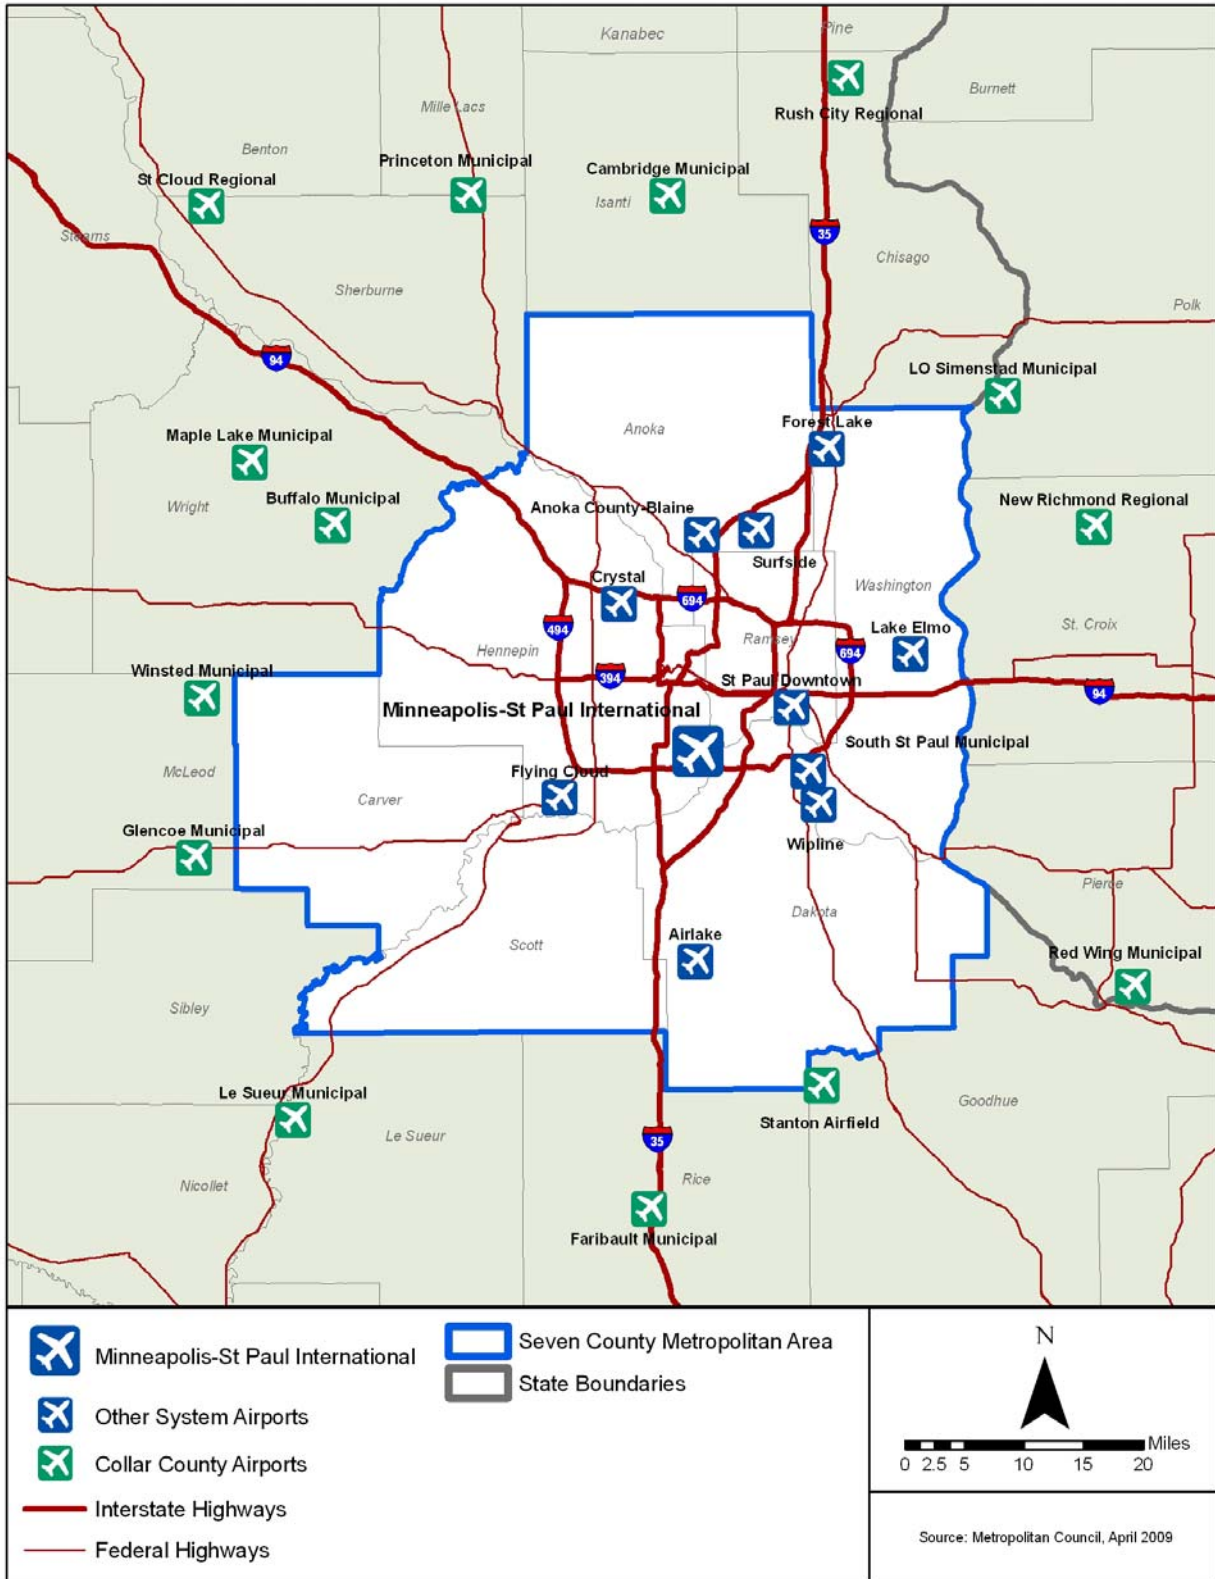 Kanabec
Pine
Burnett
Rush City Regional
Mille Lacs
Benton
Princeton Municipal
Cambridge Municipal
St Cloud Regional
Isanti
Stearns
35
Chisago
Sherburne
Polk
94
LO Simenstad Municipal
Forest Lake
Anoka
Maple Lake Municipal
Buffalo Municipal
Wright
Anoka County-Blaine
New Richmond Regional
Surfside
Crystal
Washington
694
494
Ramsey
Lake Elmo
St. Croix
Hennepin
694
Winsted Municipal
394
St Paul Downtown
94
Minneapolis-St Paul International
South St Paul Municipal
McLeod
Flying Cloud
Carver
Glencoe Municipal
Wipline
Pierce
Dakota
Airlake
Scott
Red Wing Municipal
Sibley
Le Sueur Municipal
Goodhue
Stanton Airfield
Le Sueur
35
Rice
Nicollet
Faribault Municipal
Minneapolis-St Paul International
Other System Airports
Collar County Airports
Interstate Highways
Federal Highways
Seven County Metropolitan Area
State Boundaries
N
Miles
0 2.5 5 10 15 20
Source: Metropolitan Council, April 2009